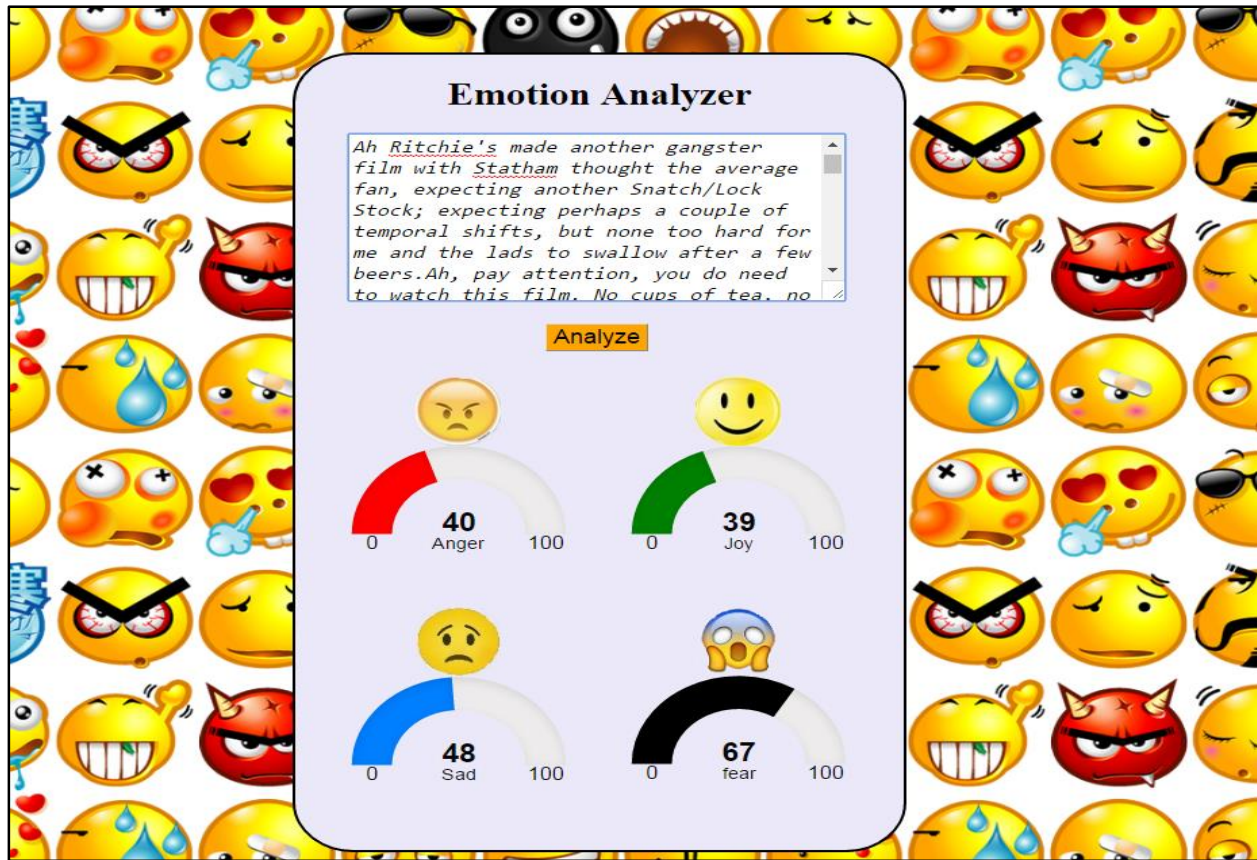 Emotion Analyzer
Ah Ritchie's made another gangster
film with Statham thought the average
fan, expecting another Snatch/Lock
Stock; expecting perhaps a couple of
temporal shifts, but none too hard for
me and the lads to swallow after a few
beers.Ah, pay attention, you do need
to watch this film. No cups of tea, no
Analyze
40
0 Anger 100
39
0 Joy 100
48
0 Sad 100
67
0 fear 100
寒
寒